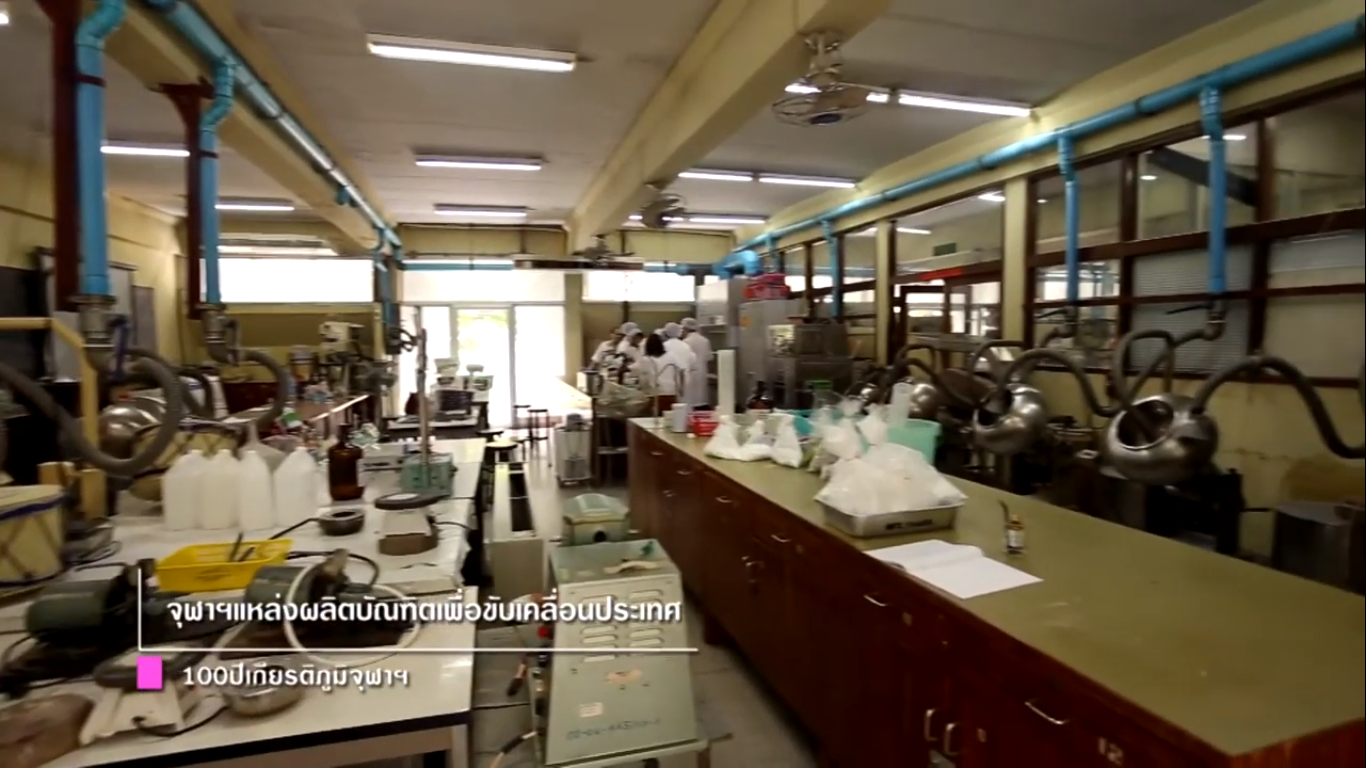 จุฬาฯแหล่งผลิตบัณฑิตเพื่อขับเคลื่อนประเทศ
100ปีเกียรติภูมิจุฬาฯ
12